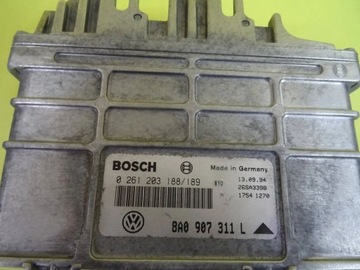 BOSCH Made in Germany
0 261 203 188/189 13.09.94
26SA3398
1754 1270
8A0 907 311 L